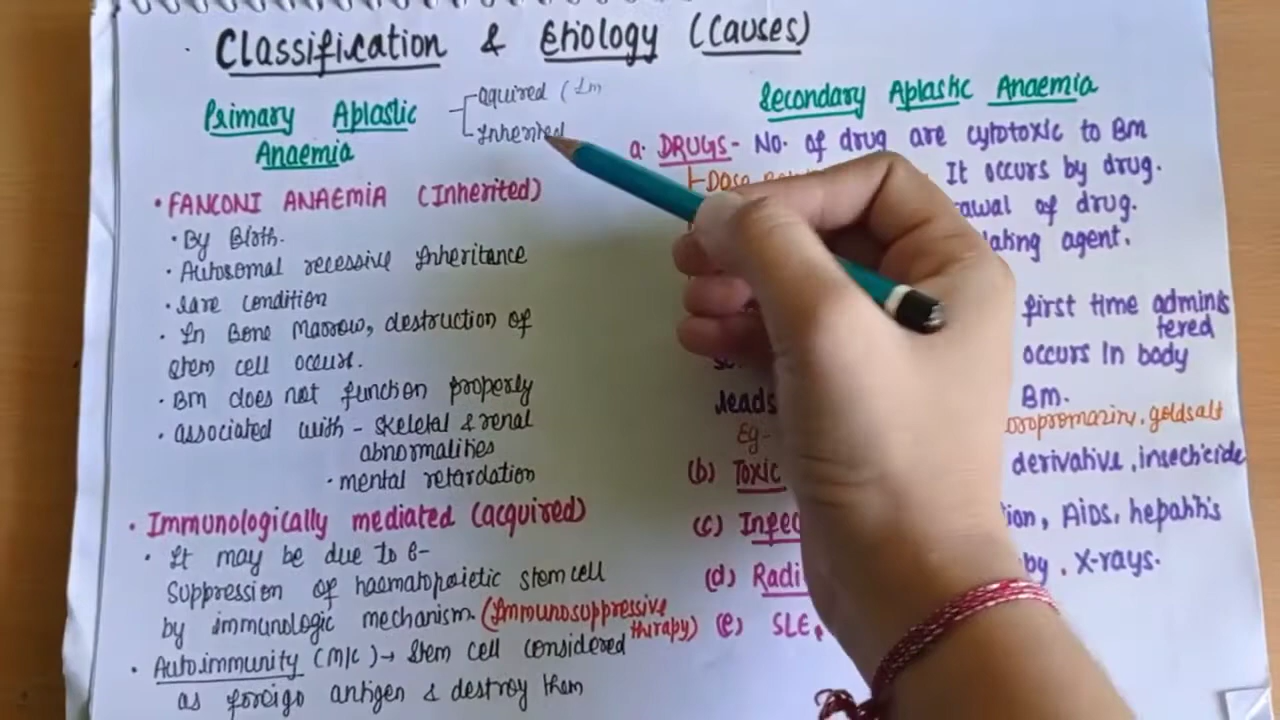 Classification & Etiology (Causes)
Primary Aplastic
Anaemia
Aquired (Im
Inherited
• FANCONI ANAEMIA (Inherited)
• By Birth.
• Autosomal recessive Inheritance
• rare condition
• In Bone Marrow, destruction of
stem cell occurs.
• BM does not function properly
• associated with - skeletal & renal
abnormalities
• mental retardation
• Immunologically mediated (acquired)
• It may be due to :-
Suppression of haematopoietic stem cell
by immunologic mechanism. (Immunosuppressive
therapy)
• Autoimmunity (M/C) → Stem cell considered
as foreign antigen & destroy them
Secondary Aplastic Anaemia
a. DRUGS - No. of drug are cytotoxic to BM
Dose It occurs by drug.
awal of drug.
lating agent.
first time adminis
tered
occurs in body
leads BM.
Eg- oropromazin, goldsalt
(b) Toxic derivative, insecticide
(c) Infec ion, AIDS, hepatitis
(d) Radi by . X-rays.
(e) SLE,